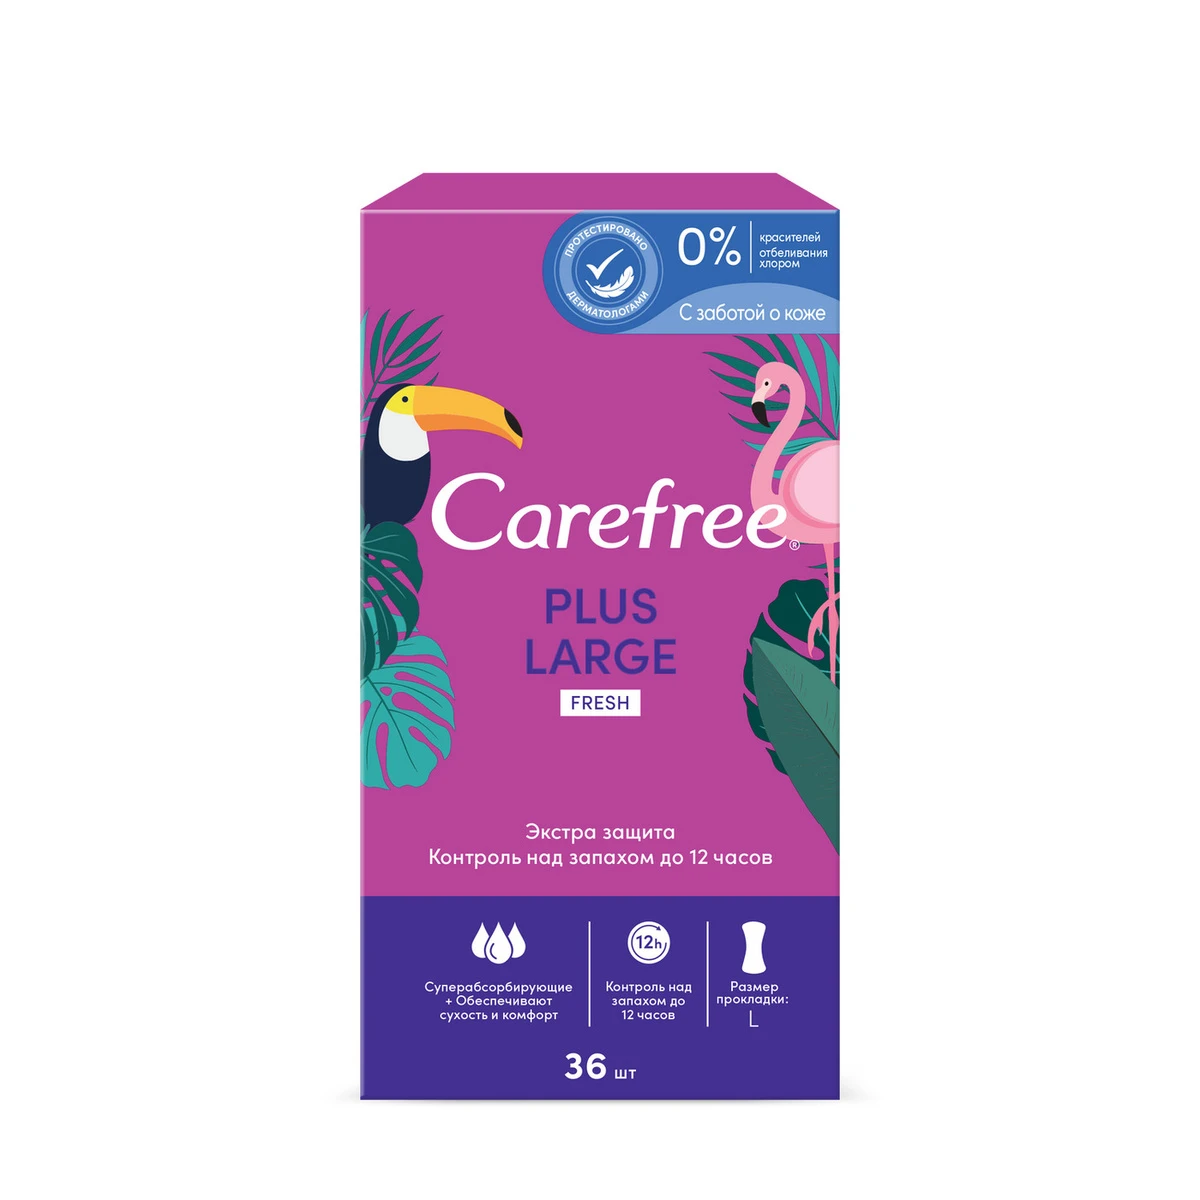 ПРОТЕСТИРОВАНО
ДЕРМАТОЛОГАМИ
0%
красителей
отбеливания
хлором
С заботой о коже
Carefree®
PLUS
LARGE
FRESH
Экстра защита
Контроль над запахом до 12 часов
Суперабсорбирующие
+ Обеспечивают
сухость и комфорт
12h
Контроль над
запахом до
12 часов
Размер
прокладки:
L
36 шт